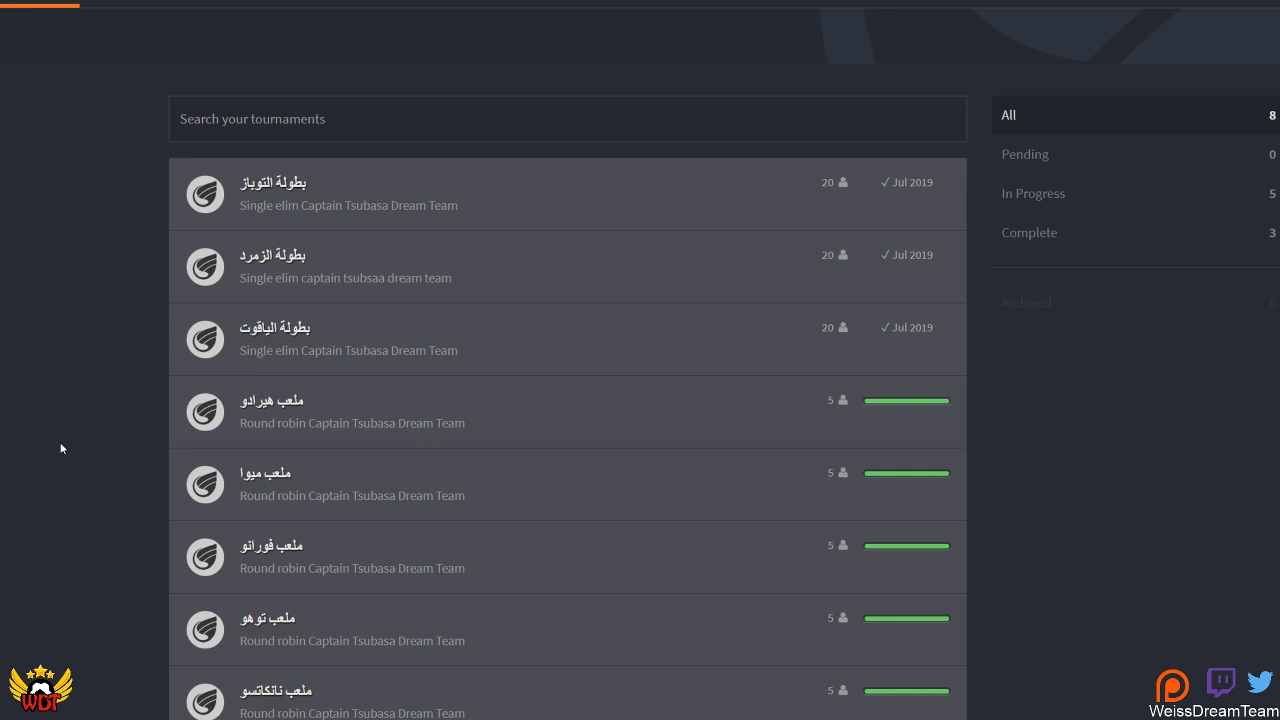 Search your tournaments
بطولة التوباز
20
✓ Jul 2019
Single elim Captain Tsubasa Dream Team
بطولة الزمرد
20
✓ Jul 2019
Single elim captain tsubsaa dream team
بطولة الياقوت
20
✓ Jul 2019
Single elim Captain Tsubasa Dream Team
ملعب هيرادو
5
Round robin Captain Tsubasa Dream Team
ملعب ميوا
5
Round robin Captain Tsubasa Dream Team
ملعب فورانو
5
Round robin Captain Tsubasa Dream Team
ملعب توهو
5
Round robin Captain Tsubasa Dream Team
ملعب نانكاتسو
5
Round robin Captain Tsubasa Dream Team
All 8
Pending 0
In Progress 5
Complete 3
Archived 0
WDT
WeissDreamTeam